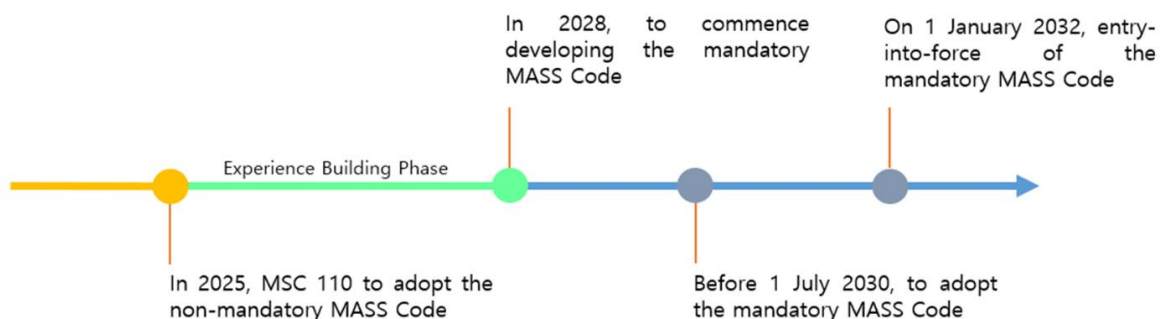 In 2028, to commence
developing the mandatory
MASS Code
On 1 January 2032, entry-
into-force of the
mandatory MASS Code
Experience Building Phase
In 2025, MSC 110 to adopt the
non-mandatory MASS Code
Before 1 July 2030, to adopt
the mandatory MASS Code